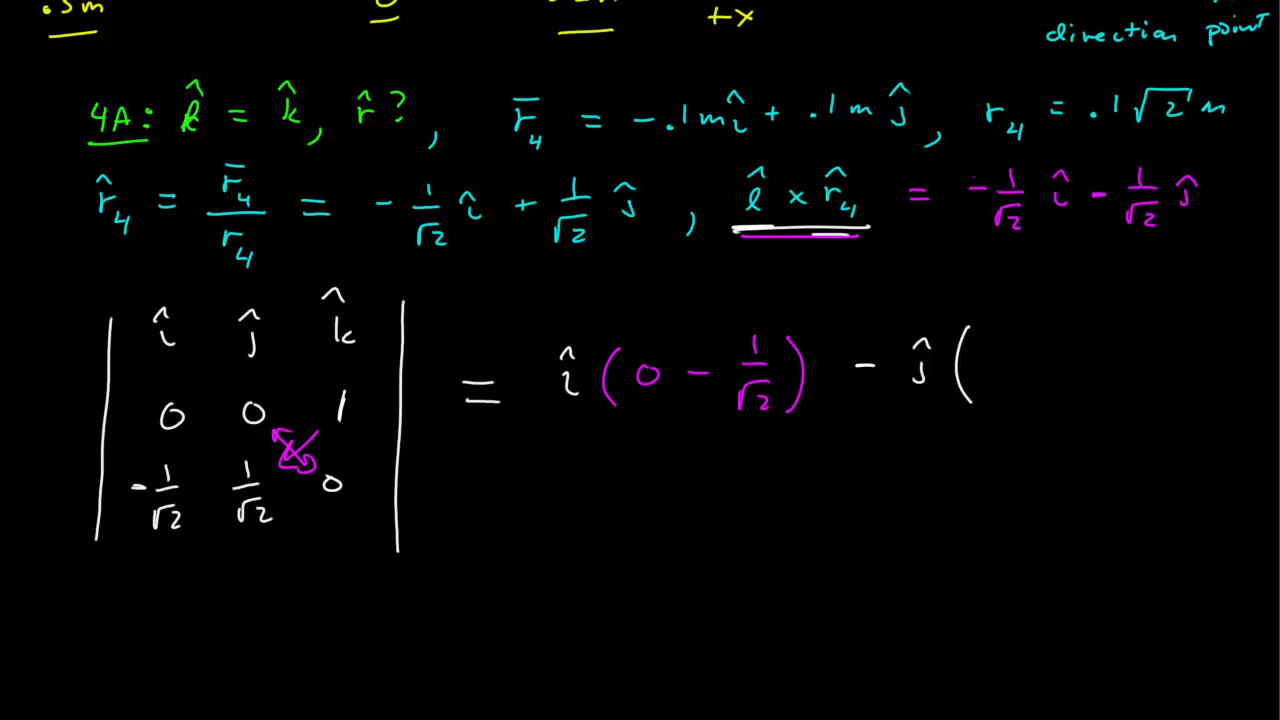 .3m +x
direction point
4A: k̂ = k̂, r̂?, r̄₄ = -.1m î + .1m ĵ, r₄ = .1√2 m
r̂₄ = r̄₄/r₄ = -1/√2 î + 1/√2 ĵ, l̂ × r̂₄ = -1/√2 î - 1/√2 ĵ
î ĵ k̂
0 0 1 = î(0 - 1/√2) - ĵ(
-1/√2 1/√2 0